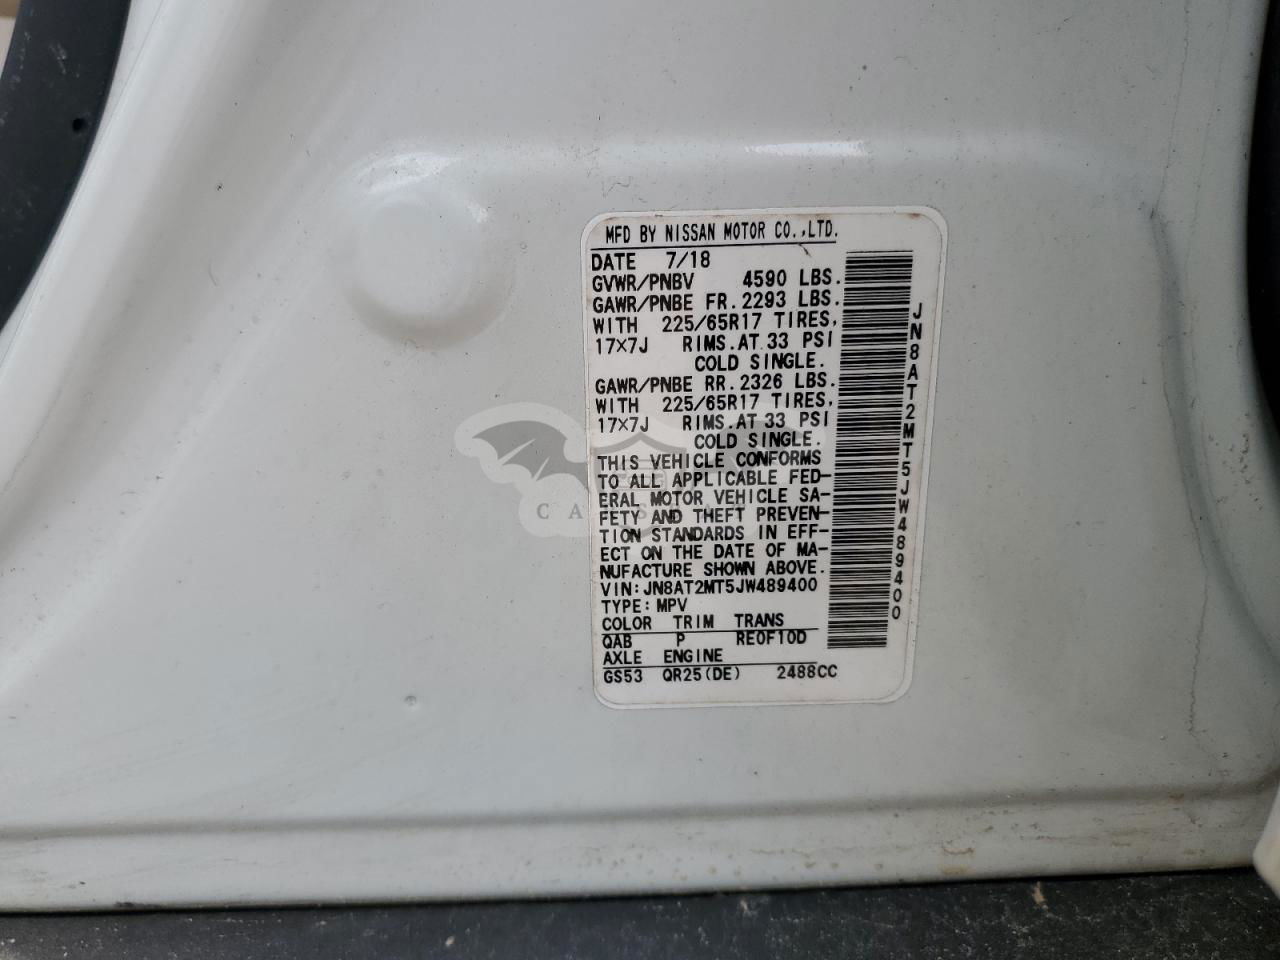 MFD BY NISSAN MOTOR CO.,LTD.
DATE 7/18
GVWR/PNBV 4590 LBS.
GAWR/PNBE FR. 2293 LBS.
WITH 225/65R17 TIRES,
17×7J RIMS. AT 33 PSI
COLD SINGLE.
GAWR/PNBE RR. 2326 LBS.
WITH 225/65R17 TIRES,
17×7J RIMS. AT 33 PSI
COLD SINGLE.
THIS VEHICLE CONFORMS
TO ALL APPLICABLE FED-
ERAL MOTOR VEHICLE SA-
FETY AND THEFT PREVEN-
TION STANDARDS IN EFF-
ECT ON THE DATE OF MA-
NUFACTURE SHOWN ABOVE.
VIN: JN8AT2MT5JW489400
TYPE: MPV
COLOR TRIM TRANS
QAB P RE0F10D
AXLE ENGINE
GS53 QR25(DE) 2488CC
JN8AT2MT5JW489400